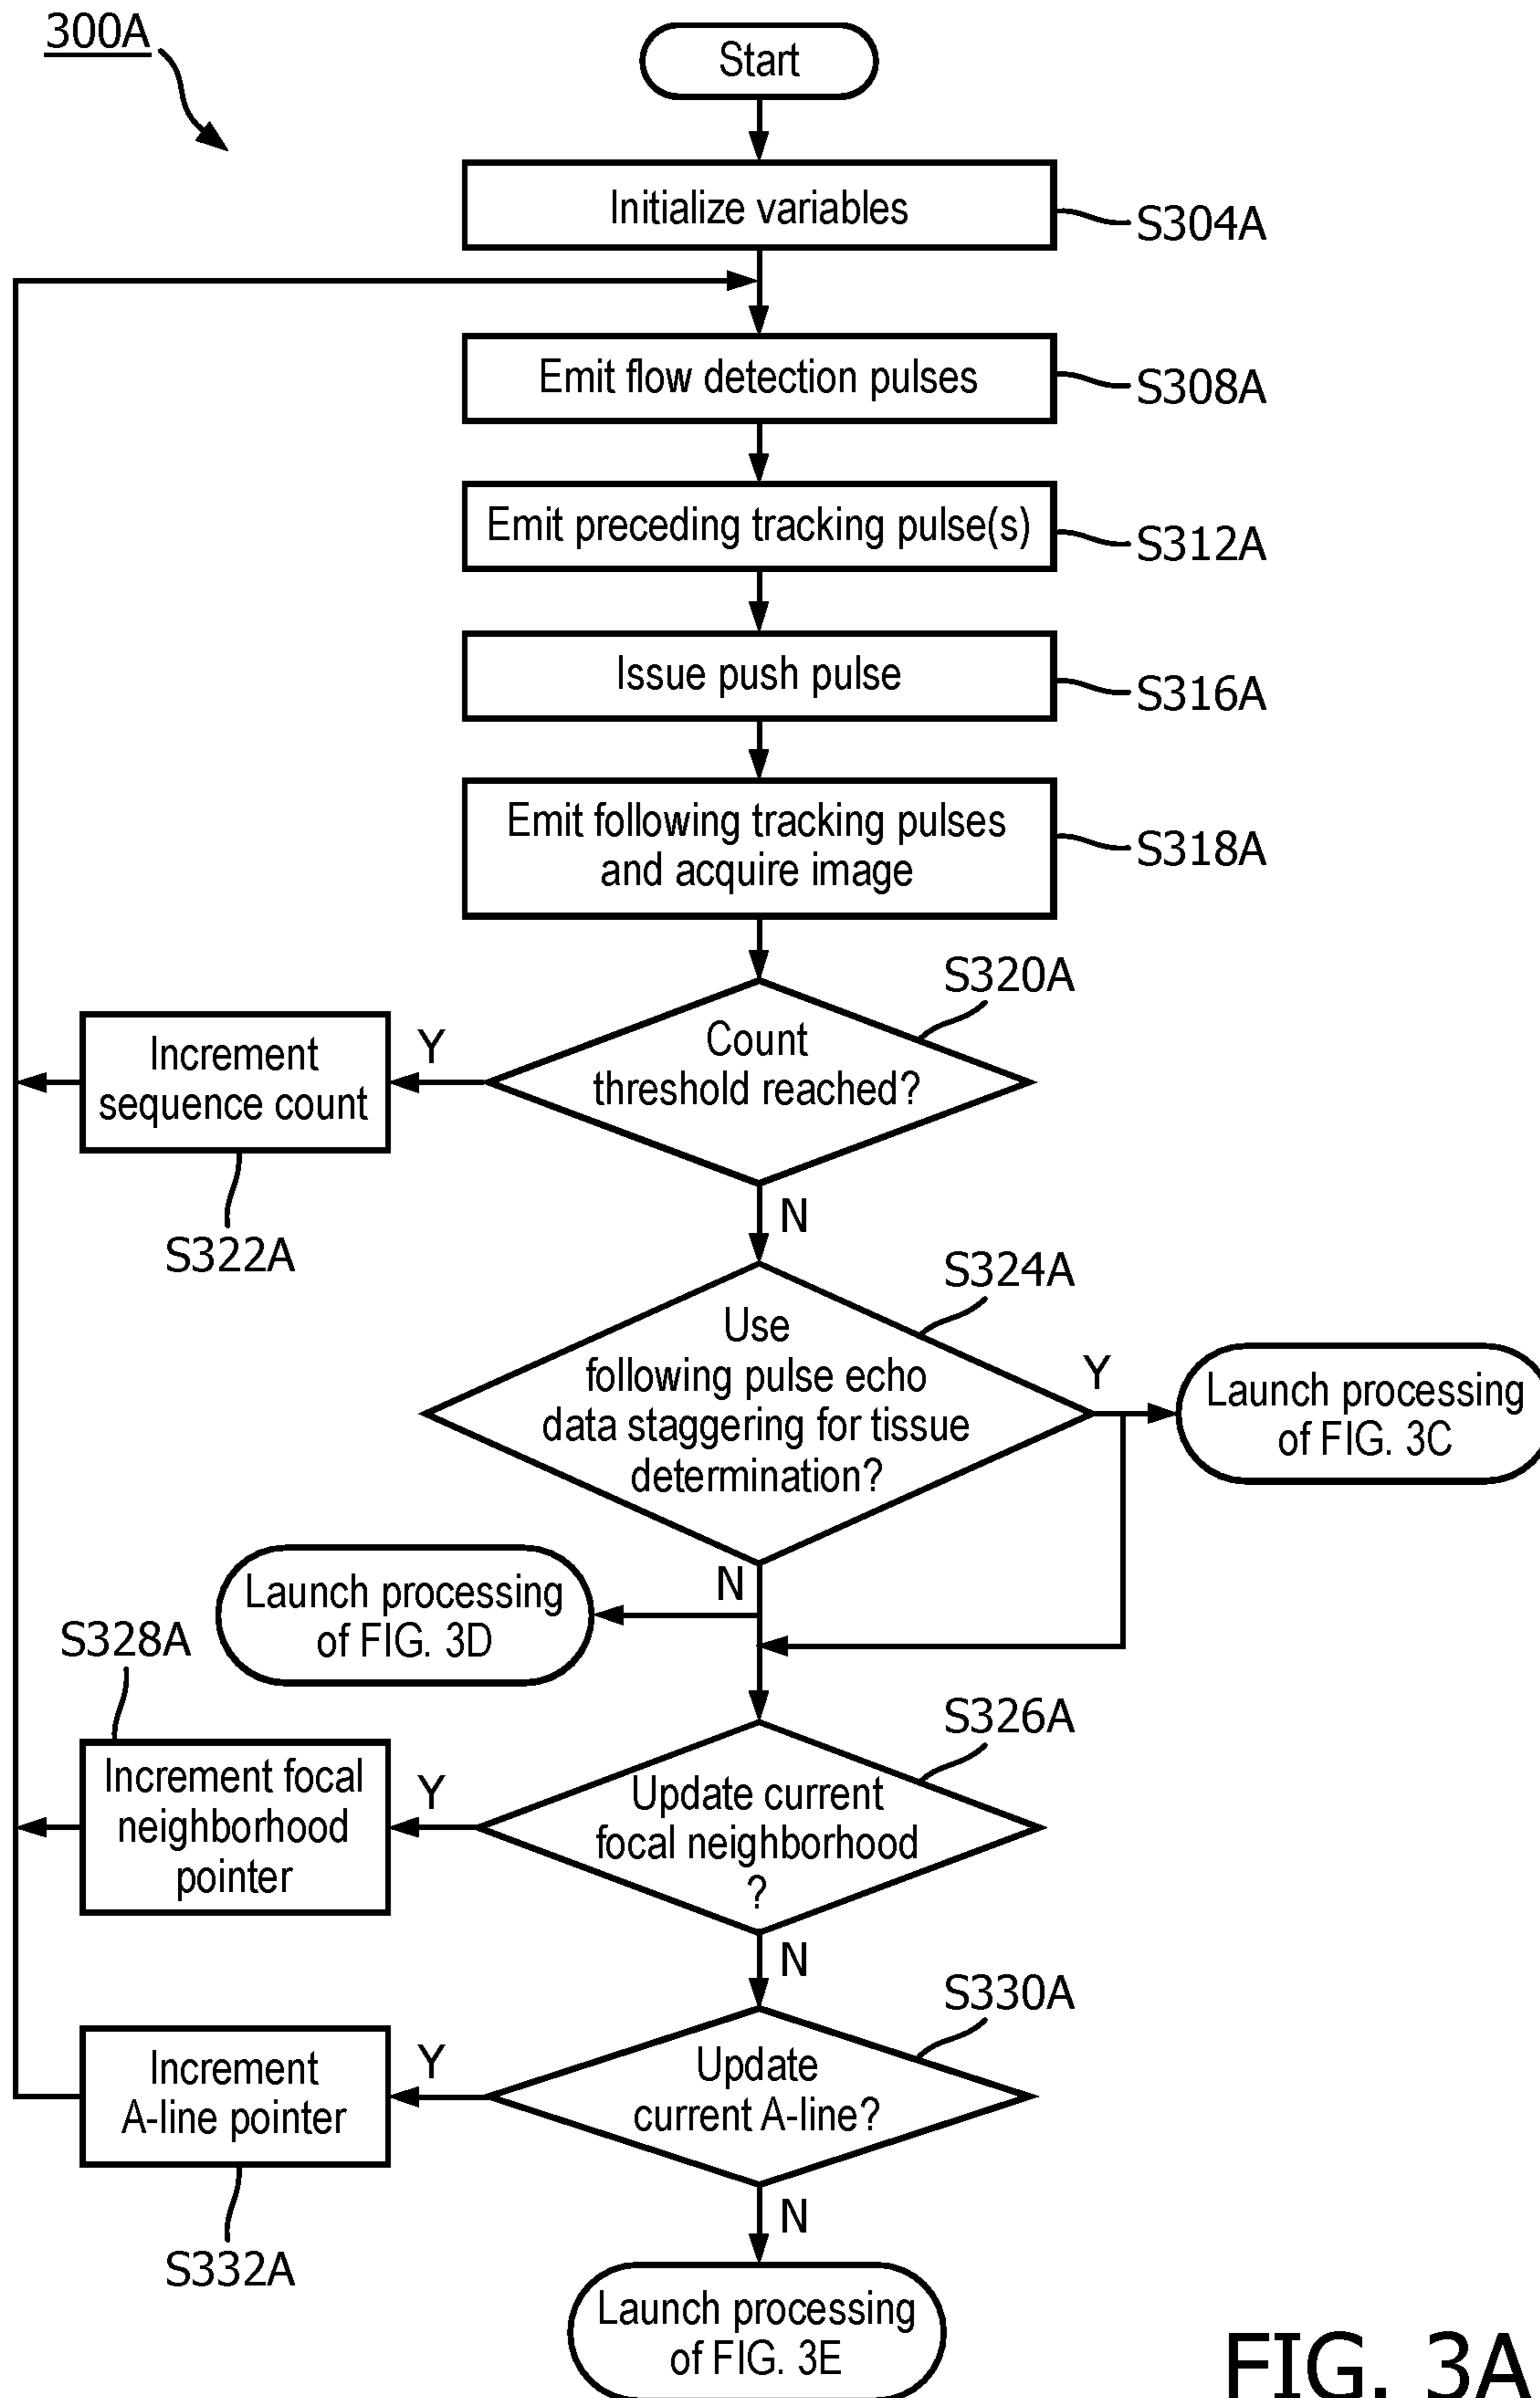 300A
Start
Initialize variables
S304A
Emit flow detection pulses
S308A
Emit preceding tracking pulse(s)
S312A
Issue push pulse
S316A
Emit following tracking pulses
and acquire image
S318A
S320A
Count
threshold reached?
Y
Increment
sequence count
S322A
N
S324A
Use
following pulse echo
data staggering for tissue
determination?
Y
Launch processing
of FIG. 3C
N
Launch processing
of FIG. 3D
S328A
S326A
Increment focal
neighborhood
pointer
Y
Update current
focal neighborhood
?
N
S330A
Increment
A-line pointer
Y
Update
current A-line?
S332A
N
Launch processing
of FIG. 3E
FIG. 3A